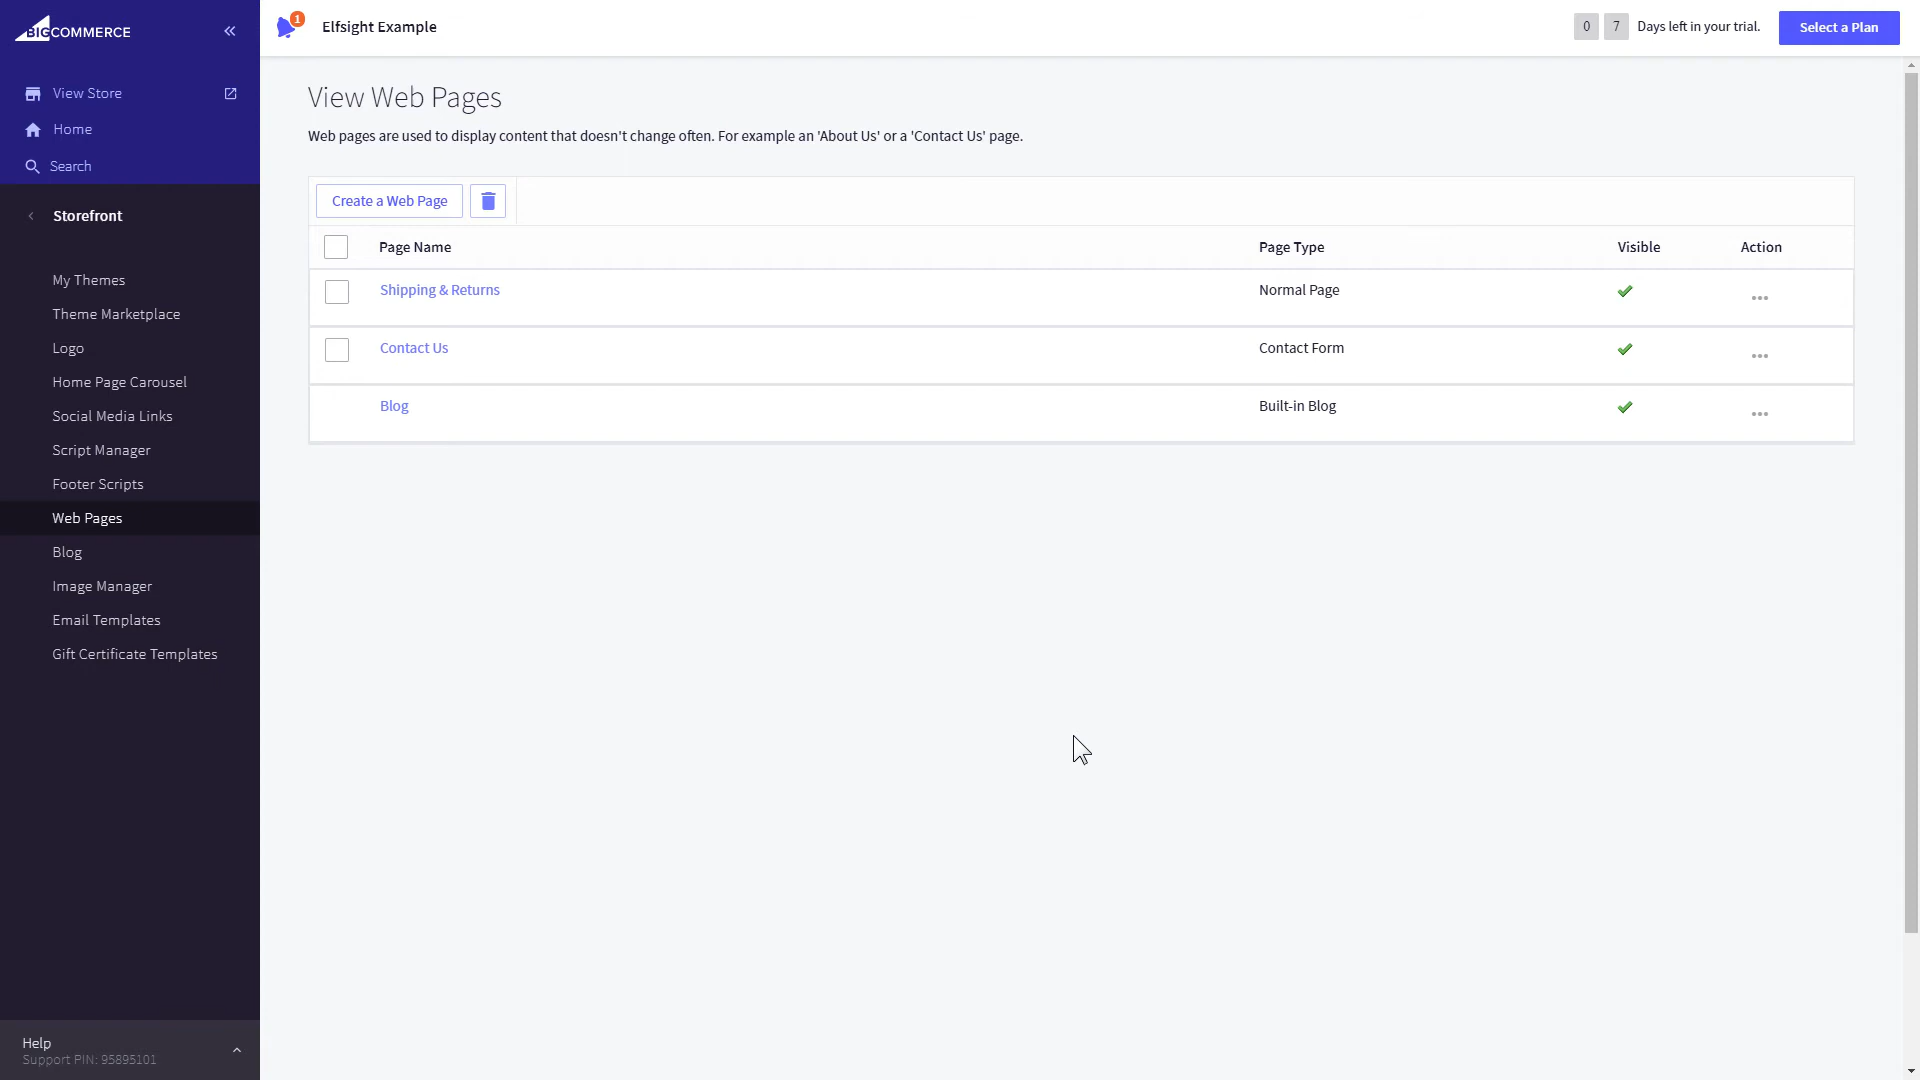 BIGCOMMERCE
View Store
Home
Search
Storefront
My Themes
Theme Marketplace
Logo
Home Page Carousel
Social Media Links
Script Manager
Footer Scripts
Web Pages
Blog
Image Manager
Email Templates
Gift Certificate Templates
Help
Support PIN: 95895101
1
Elfsight Example
0 7 Days left in your trial.
Select a Plan
View Web Pages
Web pages are used to display content that doesn't change often. For example an 'About Us' or a 'Contact Us' page.
Create a Web Page
Page Name Page Type Visible Action
Shipping & Returns Normal Page
Contact Us Contact Form
Blog Built-in Blog